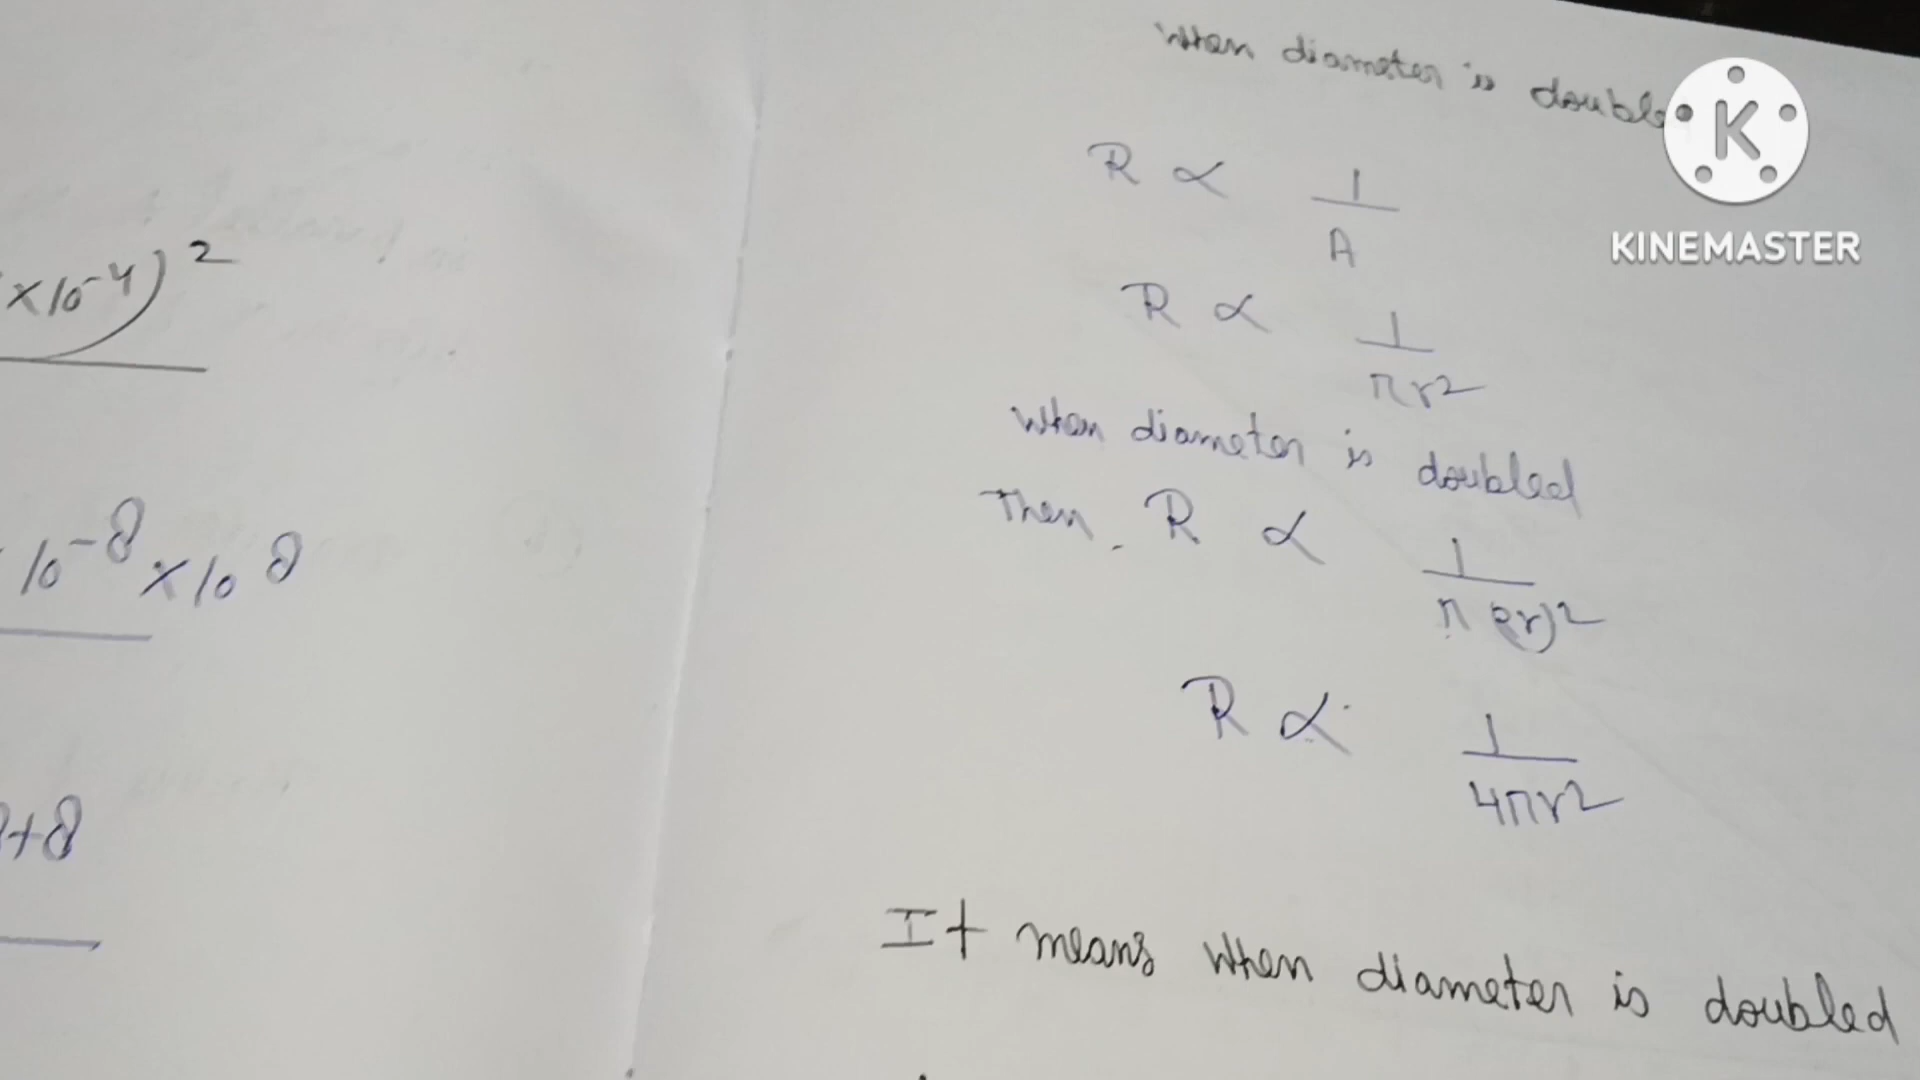 ×10⁻⁴)²
10⁻⁸×10⁸
+8
When diameter is double
R ∝ 1/A
R ∝ 1/πr²
When diameter is doubled
Then, R ∝ 1/π(2r)²
R ∝ 1/4πr²
It means when diameter is doubled
K
KINEMASTER